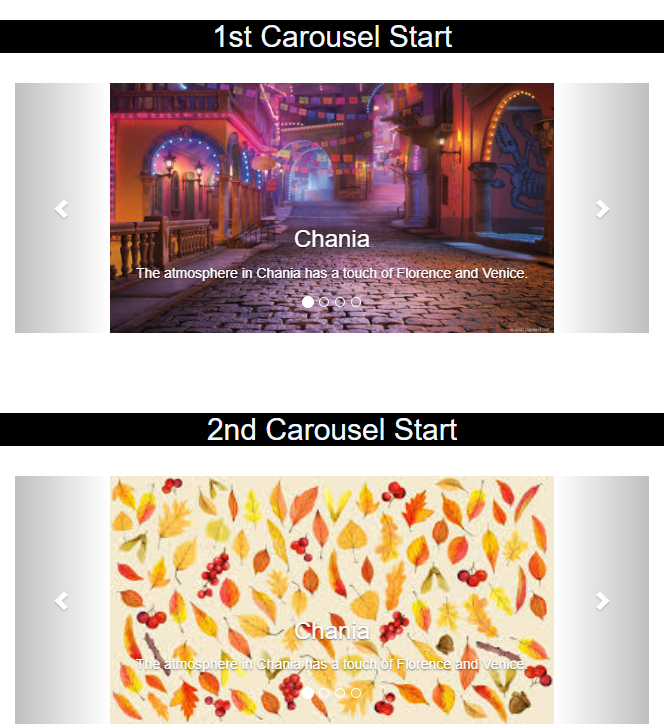 1st Carousel Start
Chania
The atmosphere in Chania has a touch of Florence and Venice.
2nd Carousel Start
Chania
The atmosphere in Chania has a touch of Florence and Venice.